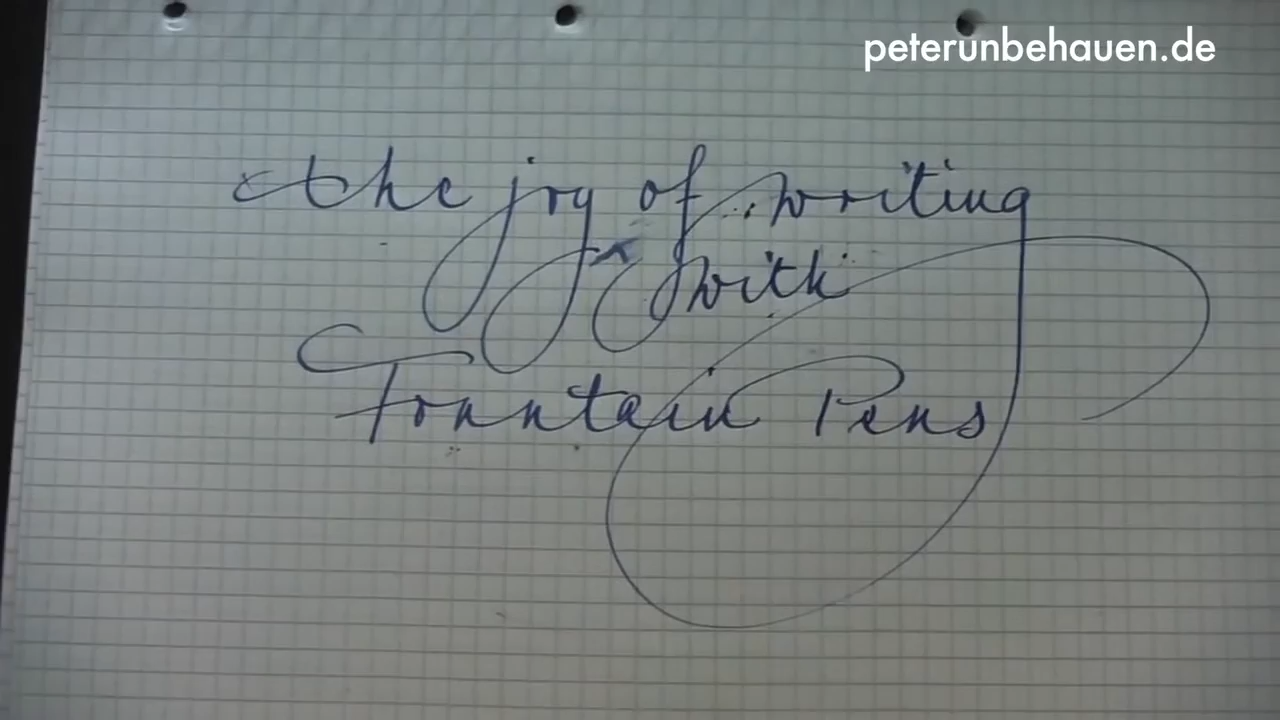 peterunbehauen.de
the joy of writing
with
Fountain Pens